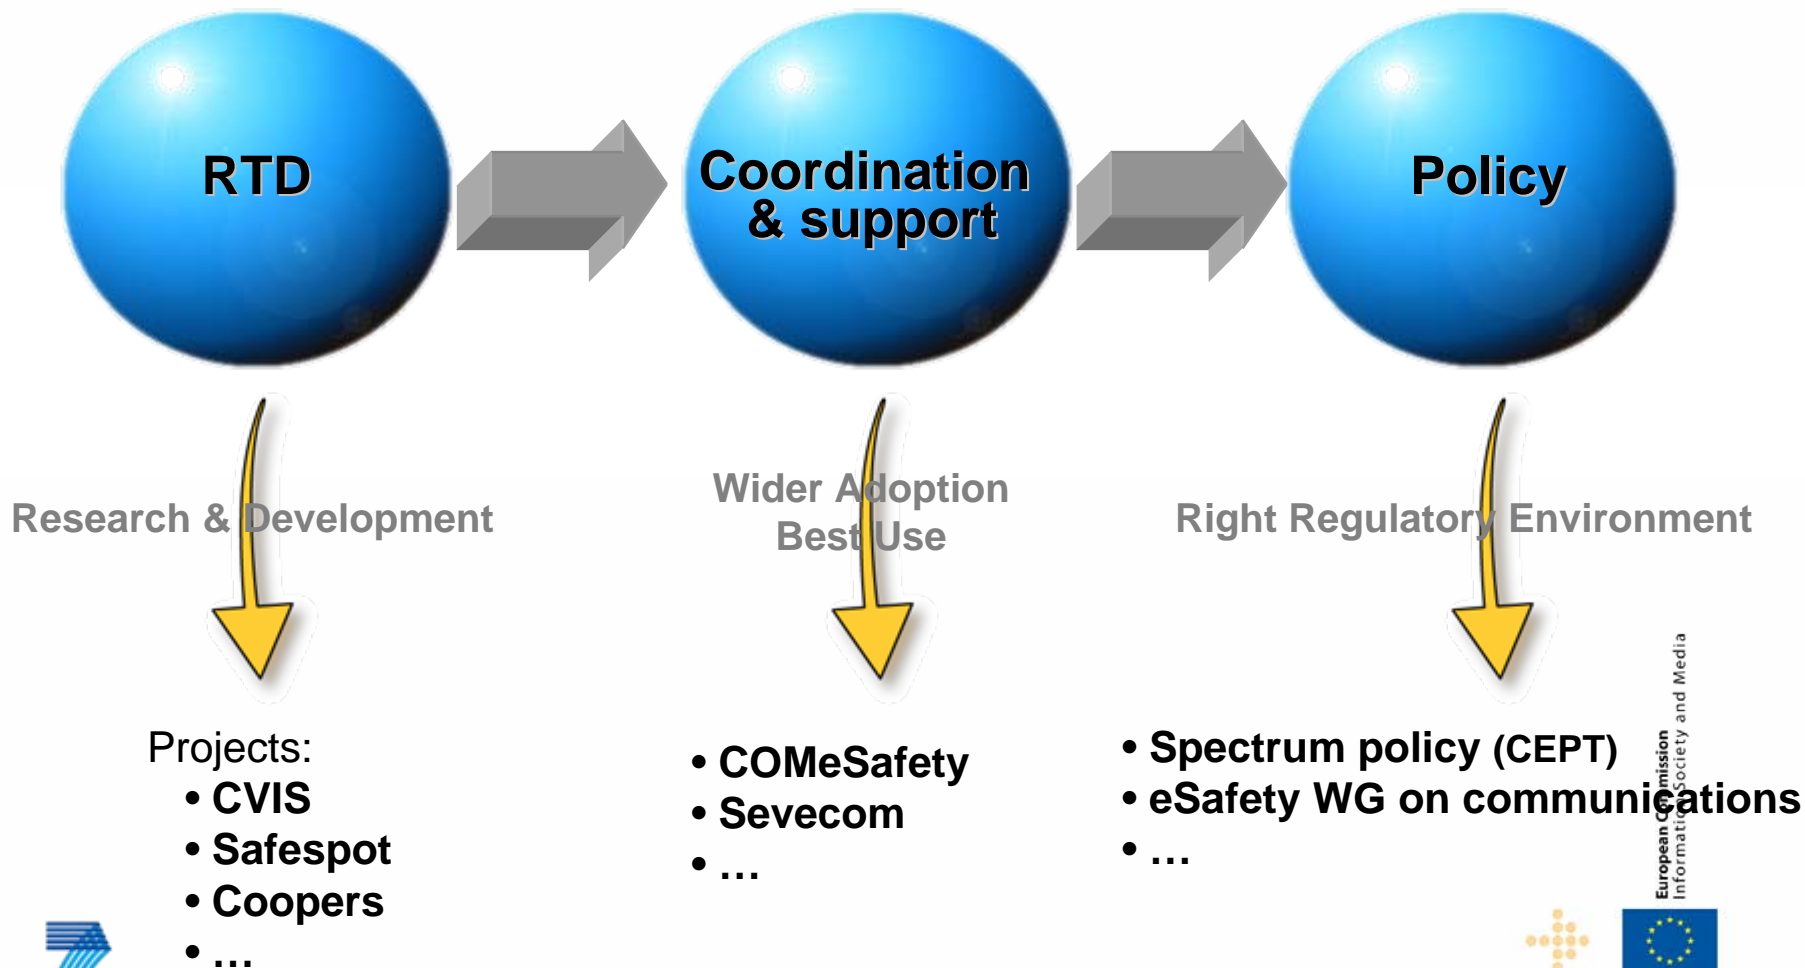 RTD
Coordination
& support
Policy
Research & Development
Wider Adoption
Best Use
Right Regulatory Environment
Projects:
• CVIS
• Safespot
• Coopers
• …
• COMeSafety
• Sevecom
• …
• Spectrum policy (CEPT)
• eSafety WG on communications
• …
European Commission
Information Society and Media